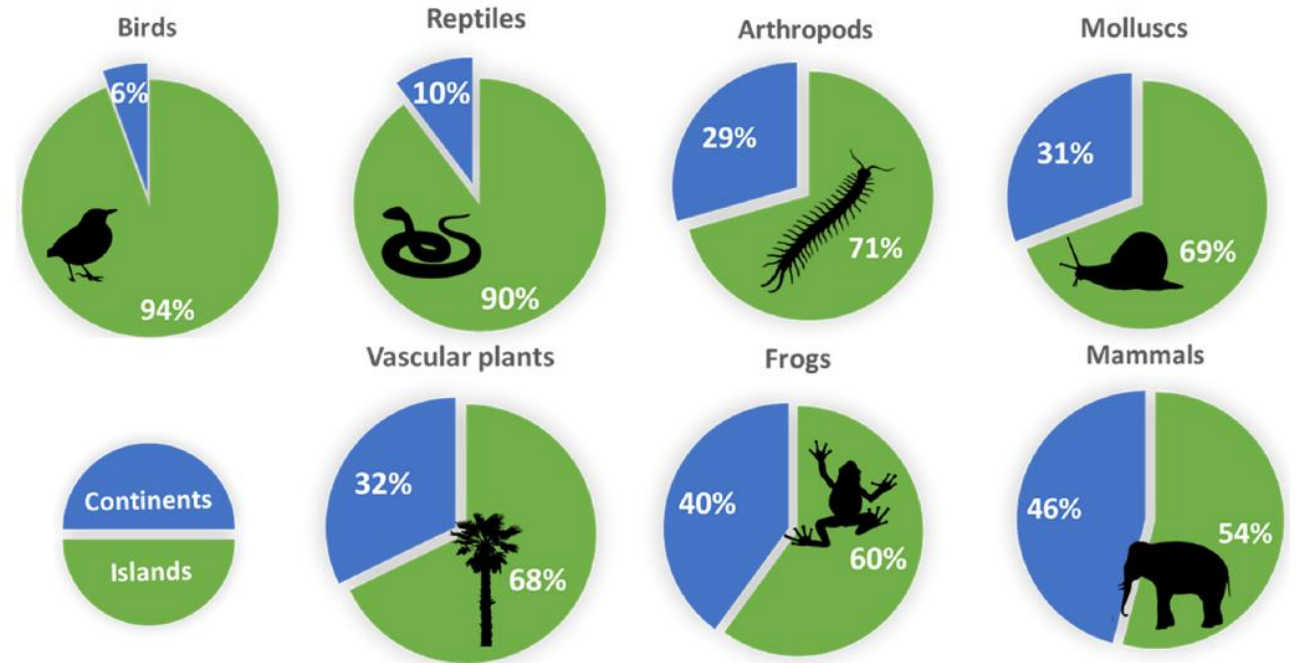 Birds
6%
94%
Reptiles
10%
90%
Arthropods
29%
71%
Molluscs
31%
69%
Continents
Islands
Vascular plants
32%
68%
Frogs
40%
60%
Mammals
46%
54%